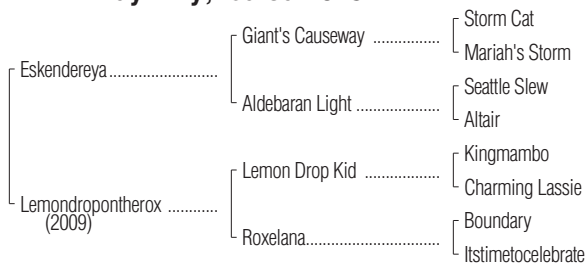 Storm Cat
Giant's Causeway ................
Mariah's Storm
Eskendereya..........................
Seattle Slew
Aldebaran Light ....................
Altair
Kingmambo
Lemon Drop Kid ..................
Charming Lassie
Lemondropontherox ............
(2009)
Boundary
Roxelana................................
Itstimetocelebrate